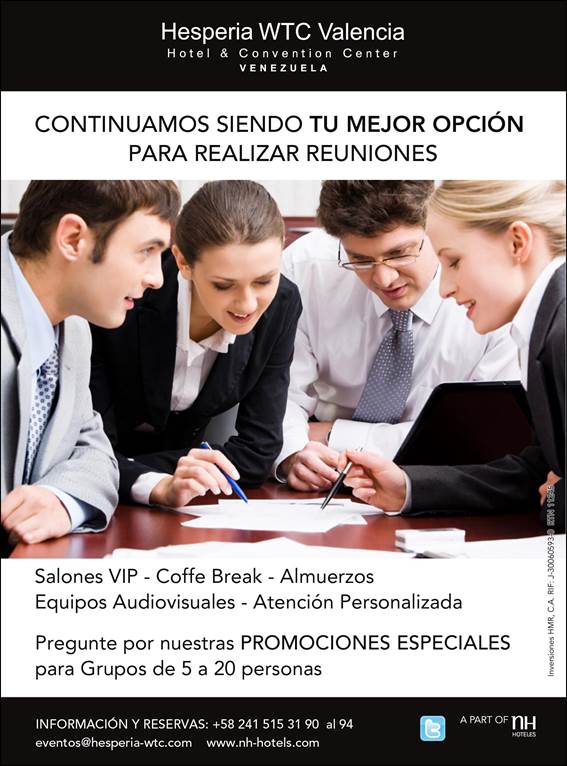 Hesperia WTC Valencia
Hotel & Convention Center
VENEZUELA
CONTINUAMOS SIENDO TU MEJOR OPCIÓN
PARA REALIZAR REUNIONES
Salones VIP - Coffe Break - Almuerzos
Equipos Audiovisuales - Atención Personalizada
Pregunte por nuestras PROMOCIONES ESPECIALES
para Grupos de 5 a 20 personas
Inversiones HMR, C.A. RIF: J-30060593-0 RTN 11245
INFORMACIÓN Y RESERVAS: +58 241 515 31 90 al 94
eventos@hesperia-wtc.com www.nh-hotels.com
A PART OF nH
HOTELES